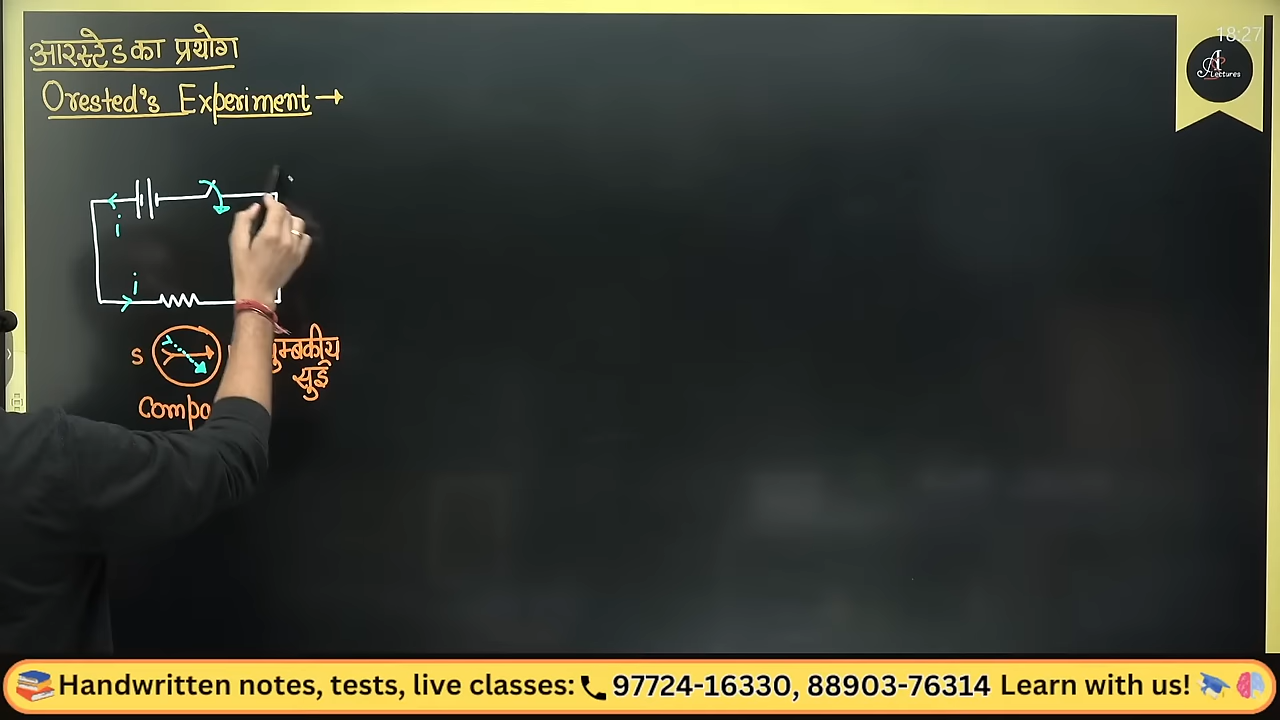 आरस्टेड का प्रयोग
Orested's Experiment →
18:27
Lectures
i
i
S
चुम्बकीय
सुई
Handwritten notes, tests, live classes: 97724-16330, 88903-76314 Learn with us!